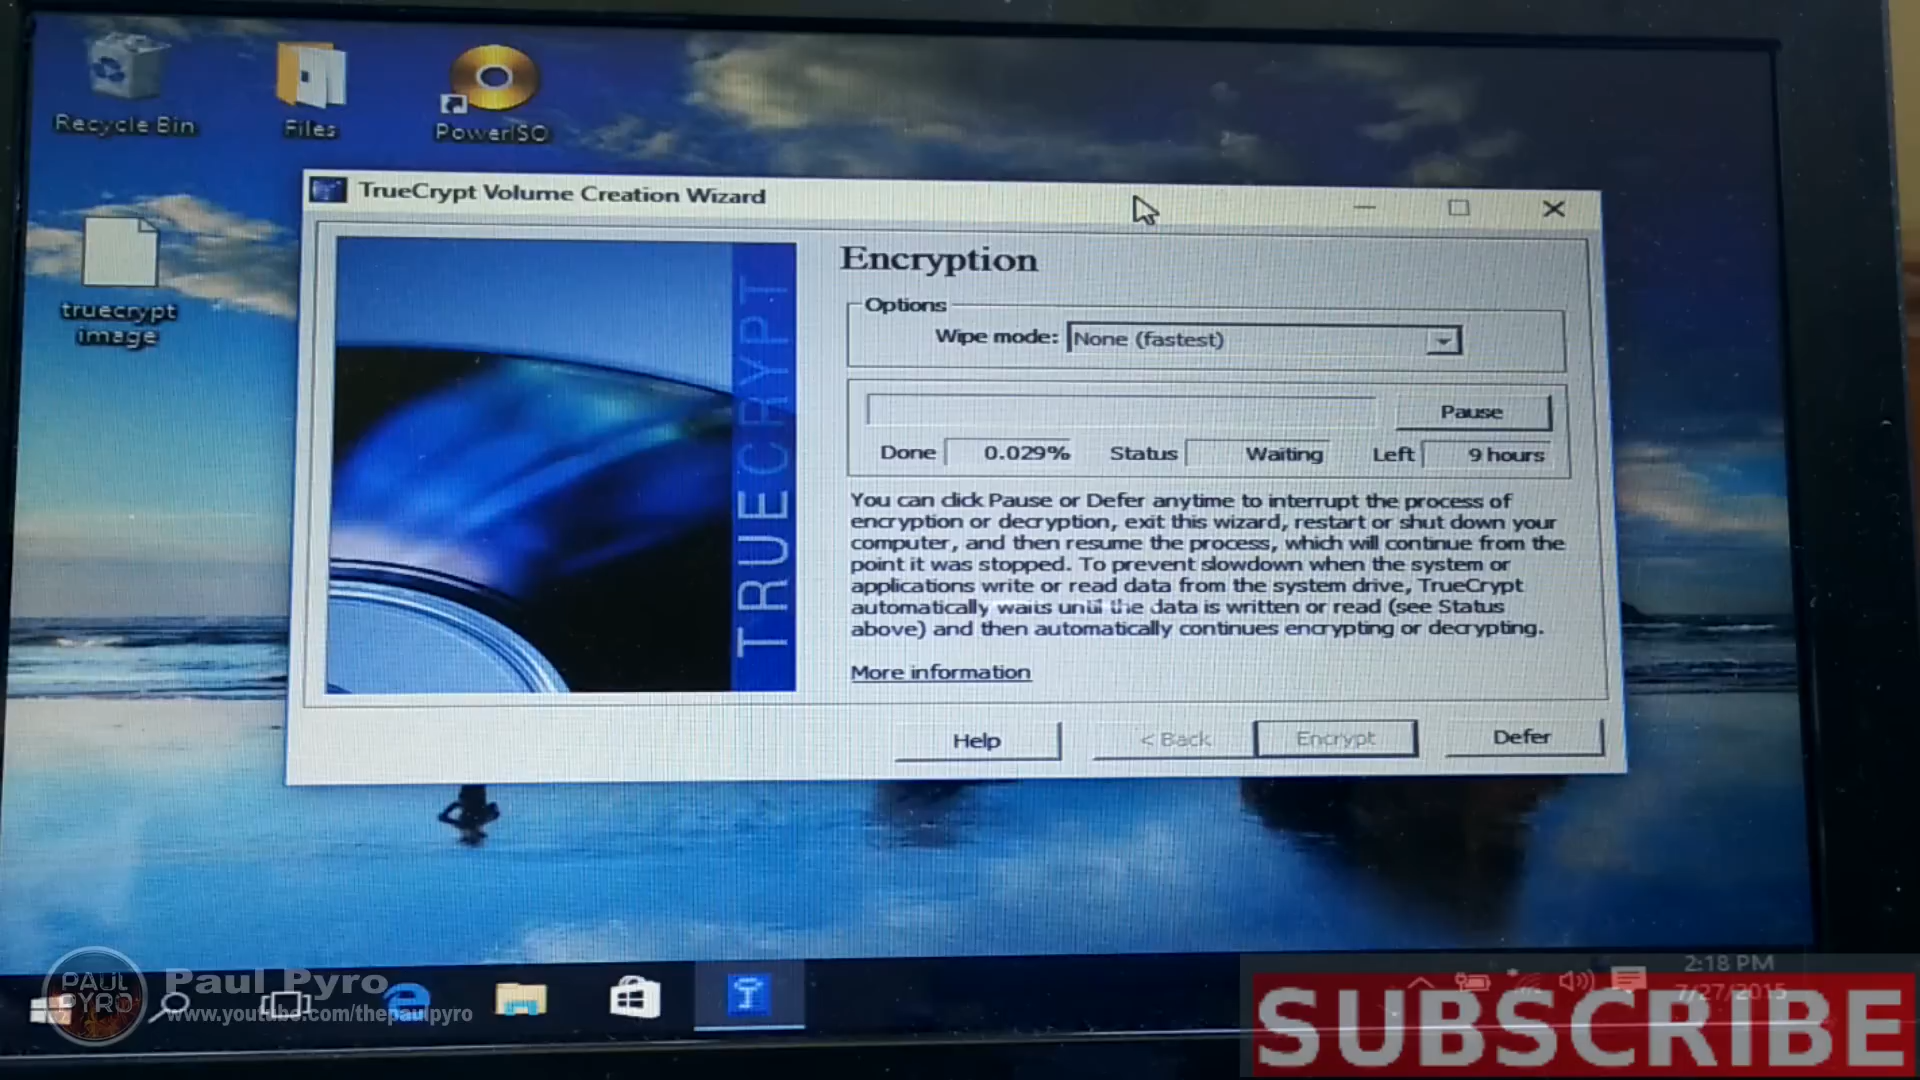 Recycle Bin
Files
PowerISO
truecrypt
image
TrueCrypt Volume Creation Wizard
TRUECRYPT
Encryption
Options
Wipe mode: None (fastest)
Pause
Done 0.029% Status Waiting Left 9 hours
You can click Pause or Defer anytime to interrupt the process of
encryption or decryption, exit this wizard, restart or shut down your
computer, and then resume the process, which will continue from the
point it was stopped. To prevent slowdown when the system or
applications write or read data from the system drive, TrueCrypt
automatically waits until the data is written or read (see Status
above) and then automatically continues encrypting or decrypting.
More information
Help < Back Encrypt Defer
PAUL
PYRO
Paul Pyro
www.youtube.com/thepaulpyro
2:18 PM
7/27/2015
SUBSCRIBE